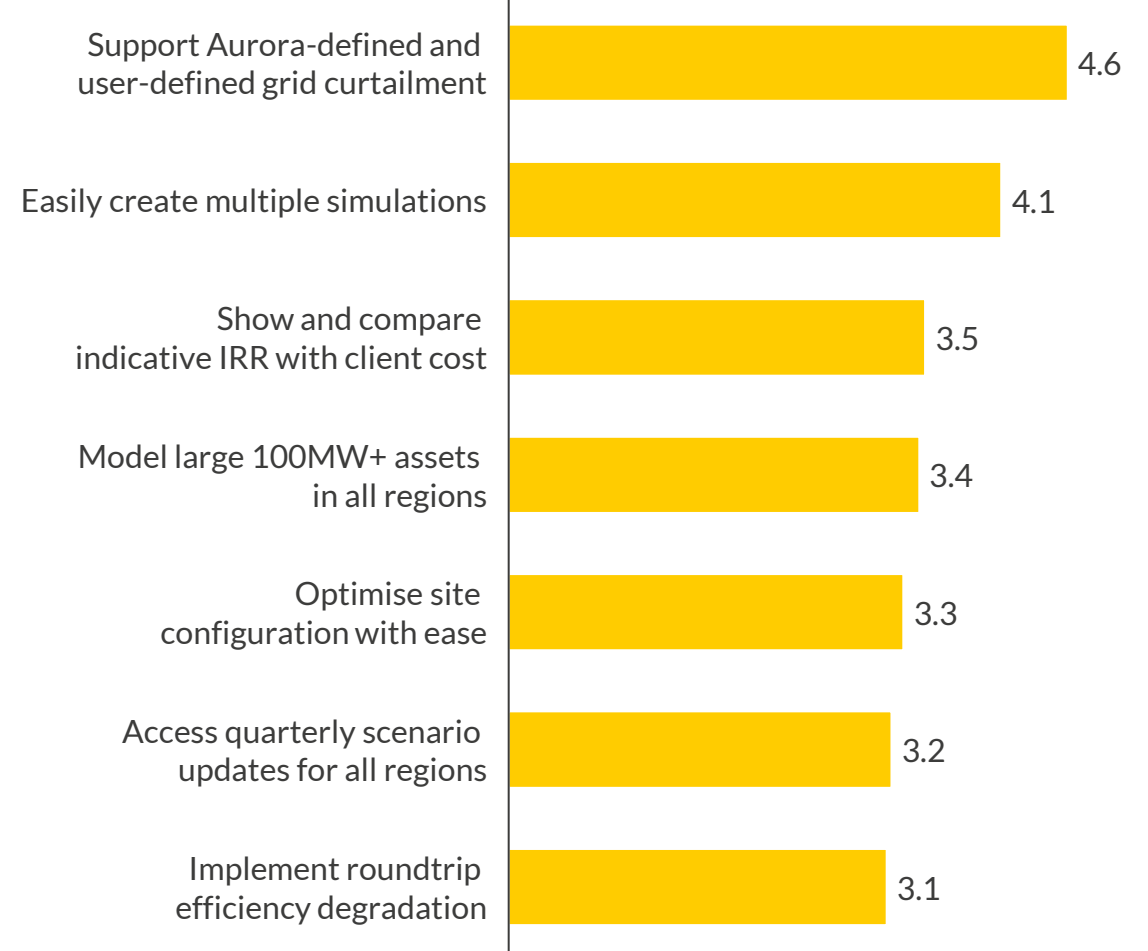 Support Aurora-defined and
user-defined grid curtailment
4.6
Easily create multiple simulations
4.1
Show and compare
indicative IRR with client cost
3.5
Model large 100MW+ assets
in all regions
3.4
Optimise site
configuration with ease
3.3
Access quarterly scenario
updates for all regions
3.2
Implement roundtrip
efficiency degradation
3.1